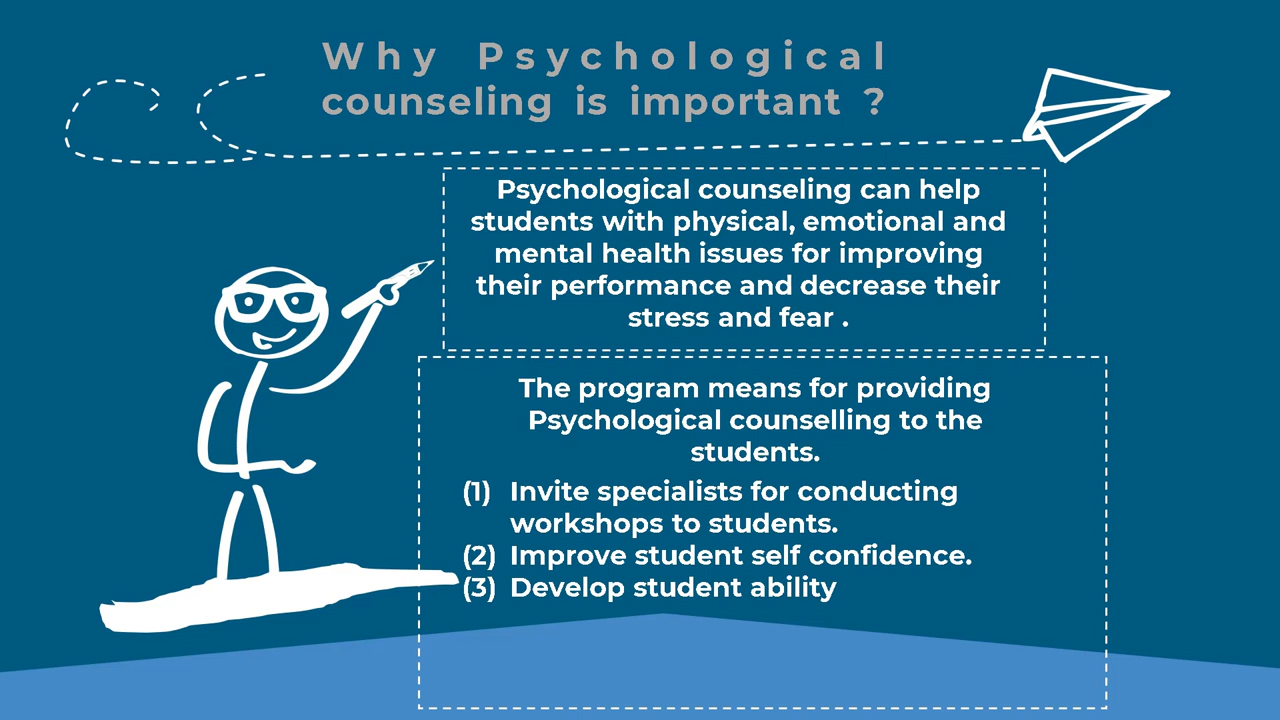 Why Psychological
counseling is important ?
Psychological counseling can help
students with physical, emotional and
mental health issues for improving
their performance and decrease their
stress and fear .
The program means for providing
Psychological counselling to the
students.
(1) Invite specialists for conducting
workshops to students.
(2) Improve student self confidence.
(3) Develop student ability